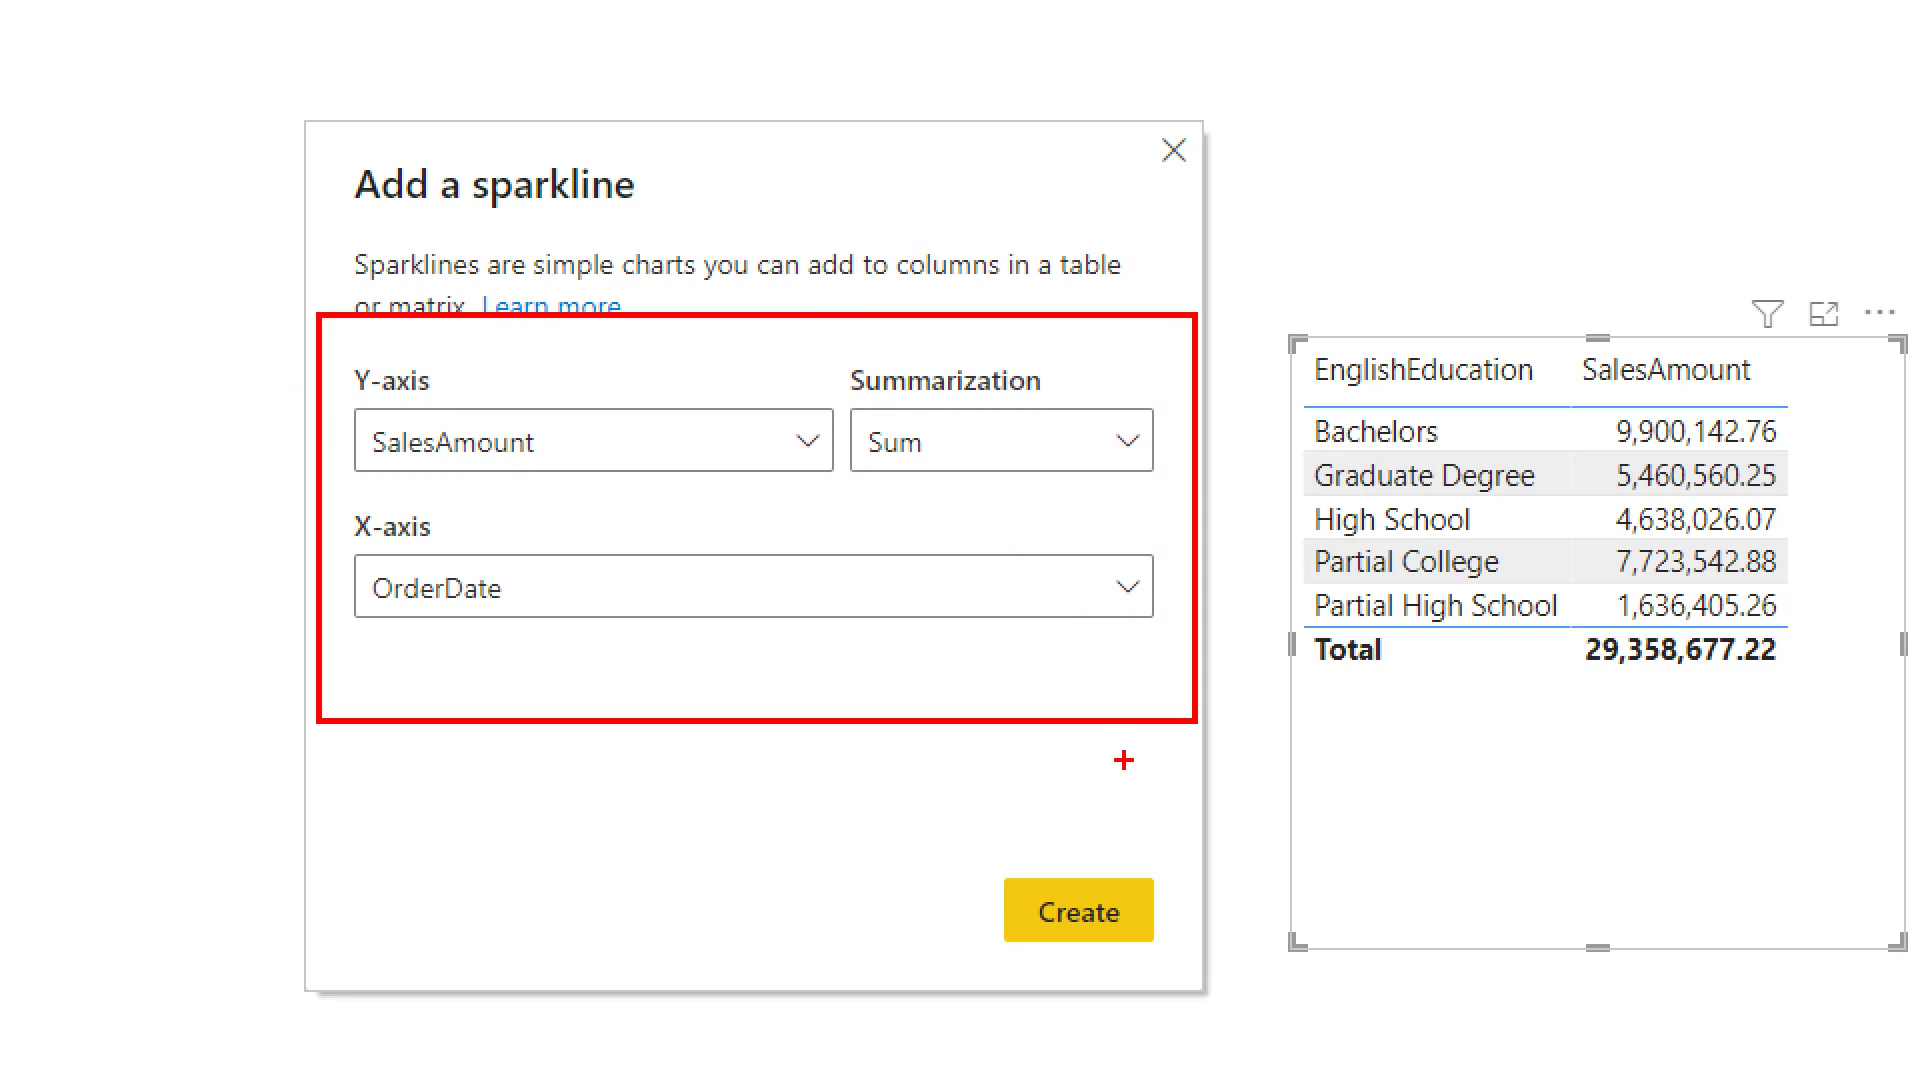 Add a sparkline
Sparklines are simple charts you can add to columns in a table
or matrix. Learn more
Y-axis Summarization
SalesAmount Sum
X-axis
OrderDate
Create
EnglishEducation SalesAmount
Bachelors 9,900,142.76
Graduate Degree 5,460,560.25
High School 4,638,026.07
Partial College 7,723,542.88
Partial High School 1,636,405.26
Total 29,358,677.22